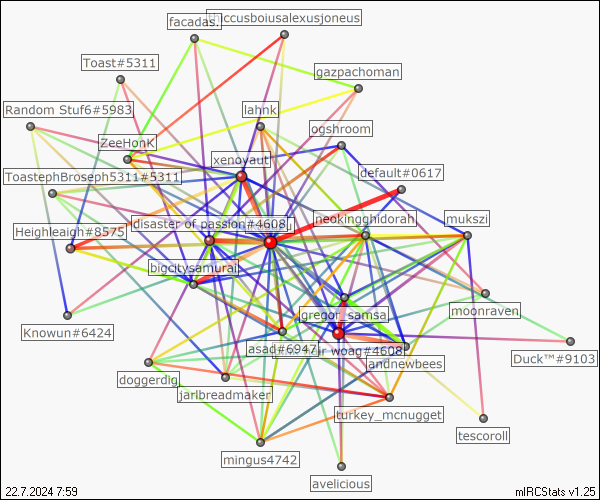 facadas.
thiccusboiusalexusjoneus
Toast#5311
gazpachoman
Random Stuf6#5983
lahnk
ogshroom
ZeeHonK
xenoyaut
default#0617
ToastephBroseph5311#5311
disaster of passion#4608
neokingghidorah
mukszi
Heighleaigh#8575
bigcitysamurai
gregor_samsa
moonraven
Knowun#6424
asad#6947
woag#4608
Duck™#9103
landnewbees
doggerdig
jarlbreadmaker
turkey_mcnugget
tescoroll
mingus4742
avelicious
22.7.2024 7:59
mIRCStats v1.25